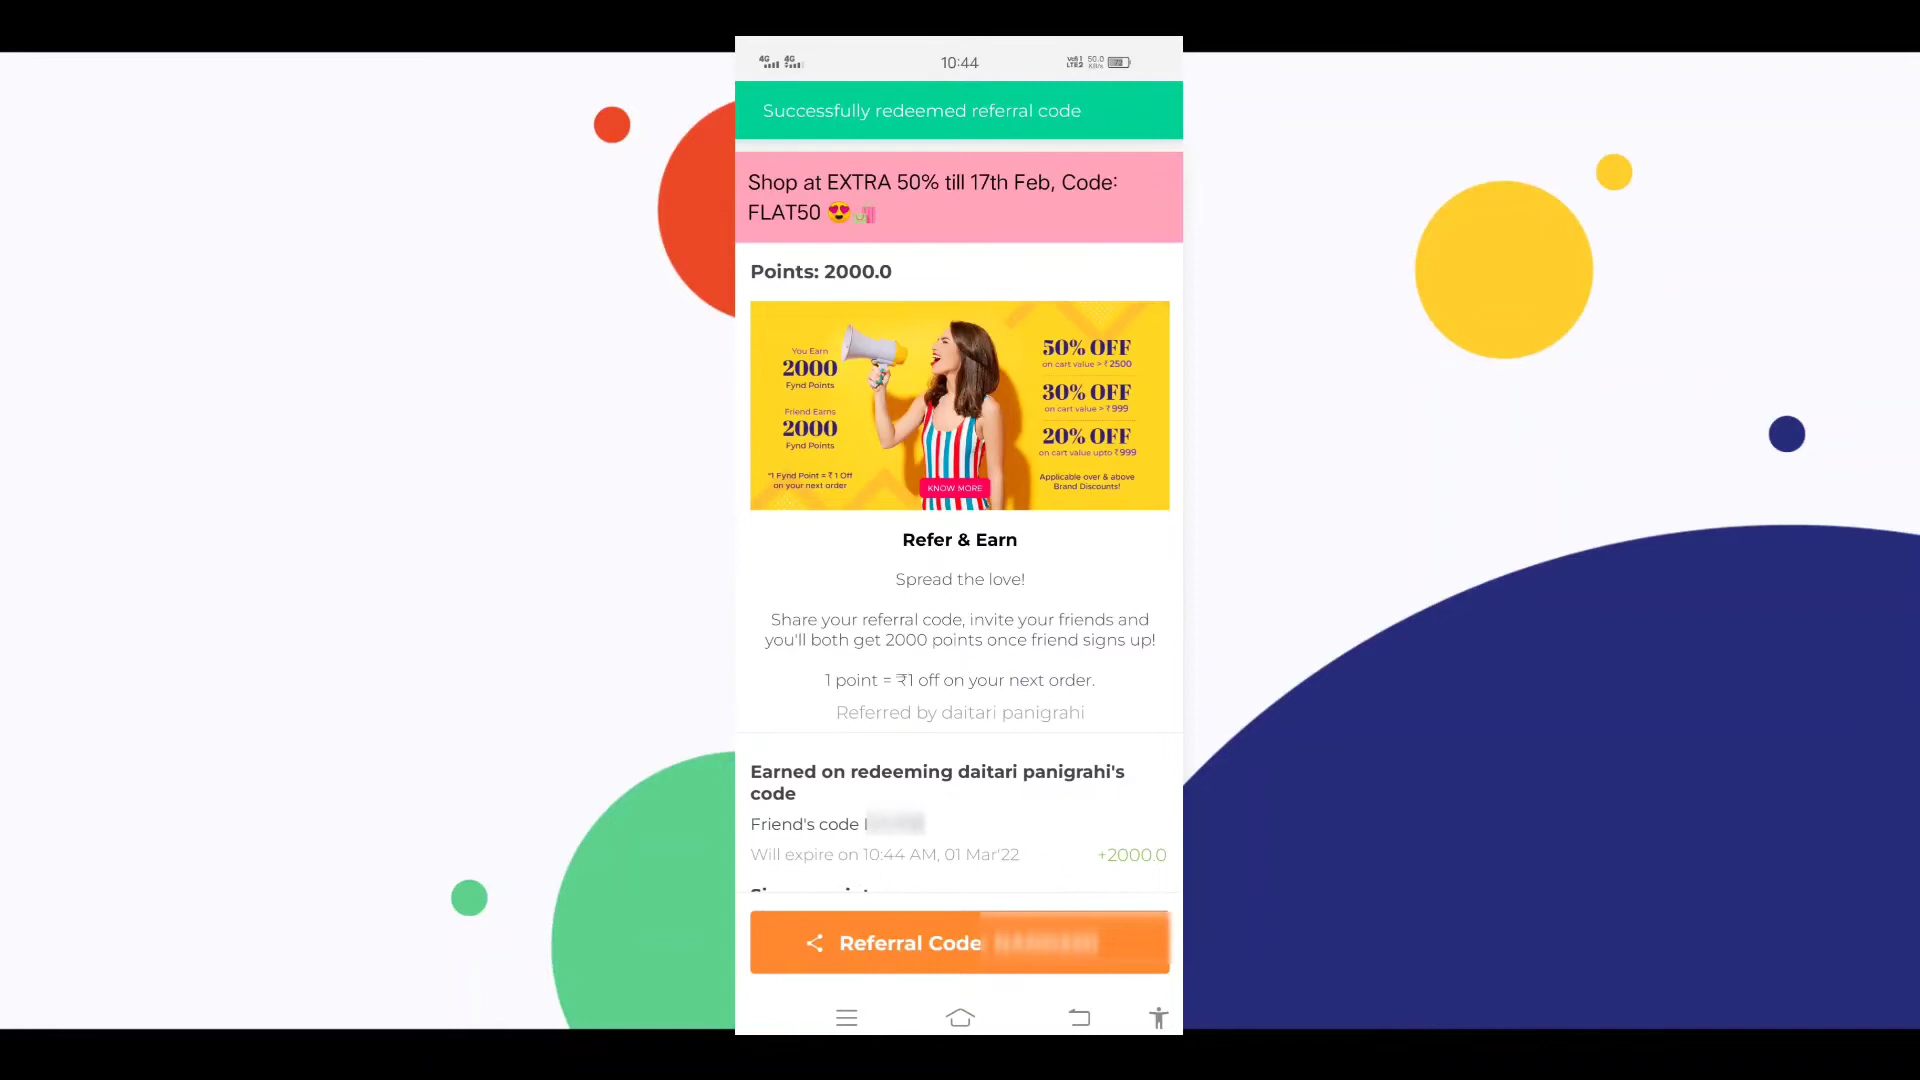 4G 4G
10:44
50.0
KB/s
Successfully redeemed referral code
Shop at EXTRA 50% till 17th Feb, Code:
FLAT50 😍🛍️
Points: 2000.0
You Earn
2000
Fynd Points
Friend Earns
2000
Fynd Points
*1 Fynd Point = ₹1 Off
on your next order
KNOW MORE
50% OFF
on cart value > ₹2500
30% OFF
on cart value > ₹999
20% OFF
on cart value upto ₹999
Applicable over & above
Brand Discounts!
Refer & Earn
Spread the love!
Share your referral code, invite your friends and
you'll both get 2000 points once friend signs up!
1 point = ₹1 off on your next order.
Referred by daitari panigrahi
Earned on redeeming daitari panigrahi's
code
Friend's code
Will expire on 10:44 AM, 01 Mar'22
+2000.0
Referral Code